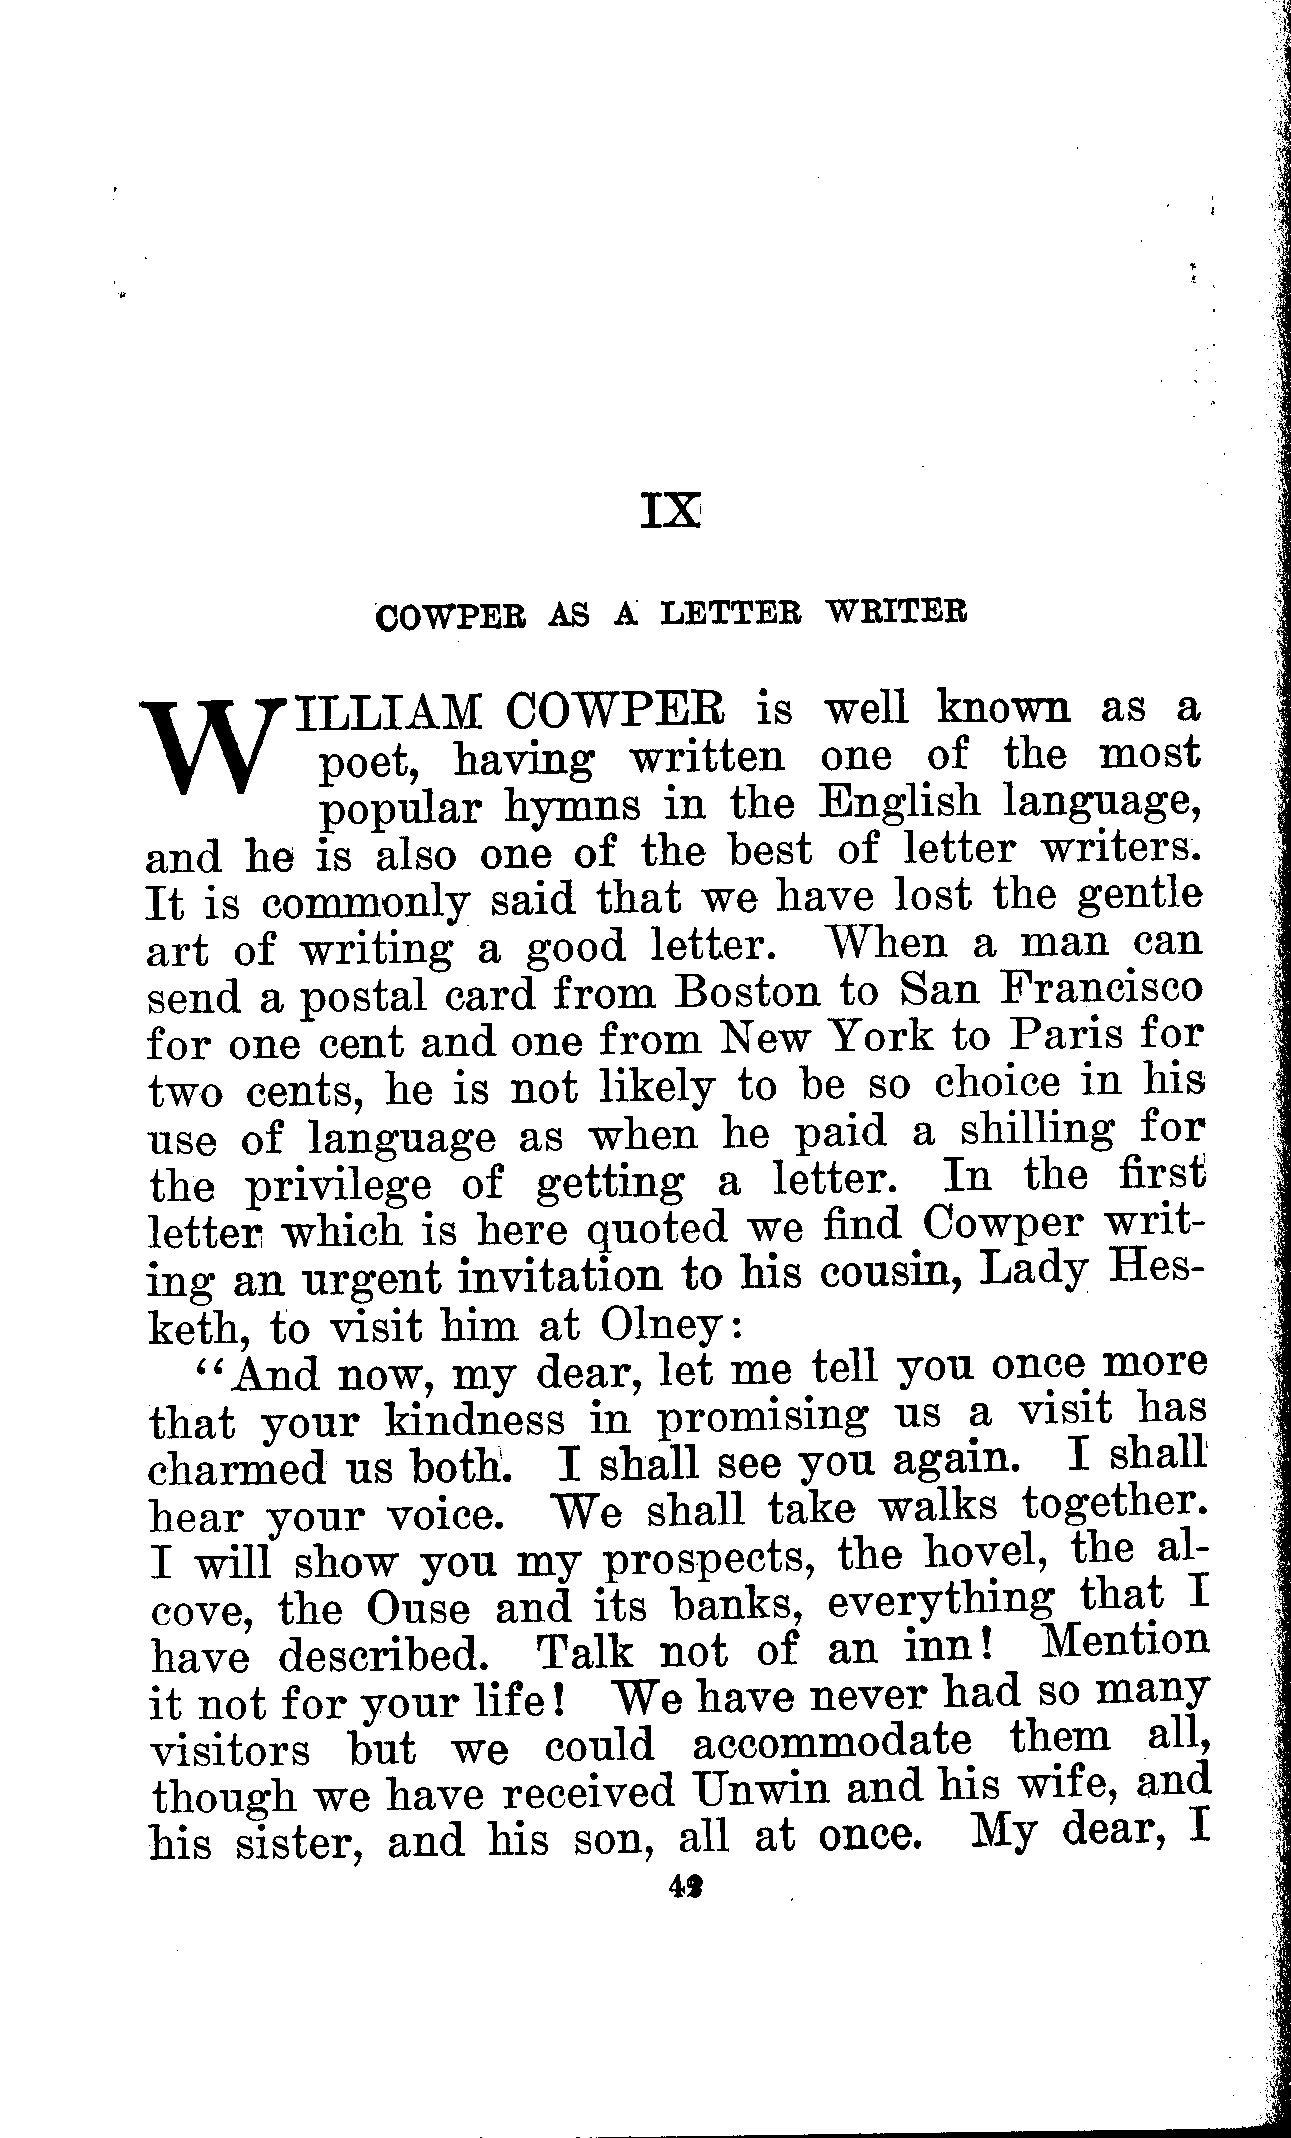 IX
COWPER AS A LETTER WRITER
WILLIAM COWPER is well known as a
poet, having written one of the most
popular hymns in the English language,
and he is also one of the best of letter writers.
It is commonly said that we have lost the gentle
art of writing a good letter. When a man can
send a postal card from Boston to San Francisco
for one cent and one from New York to Paris for
two cents, he is not likely to be so choice in his
use of language as when he paid a shilling for
the privilege of getting a letter. In the first
letter which is here quoted we find Cowper writ-
ing an urgent invitation to his cousin, Lady Hes-
keth, to visit him at Olney:
“And now, my dear, let me tell you once more
that your kindness in promising us a visit has
charmed us both. I shall see you again. I shall
hear your voice. We shall take walks together.
I will show you my prospects, the hovel, the al-
cove, the Ouse and its banks, everything that I
have described. Talk not of an inn! Mention
it not for your life! We have never had so many
visitors but we could accommodate them all,
though we have received Unwin and his wife, and
his sister, and his son, all at once. My dear, I